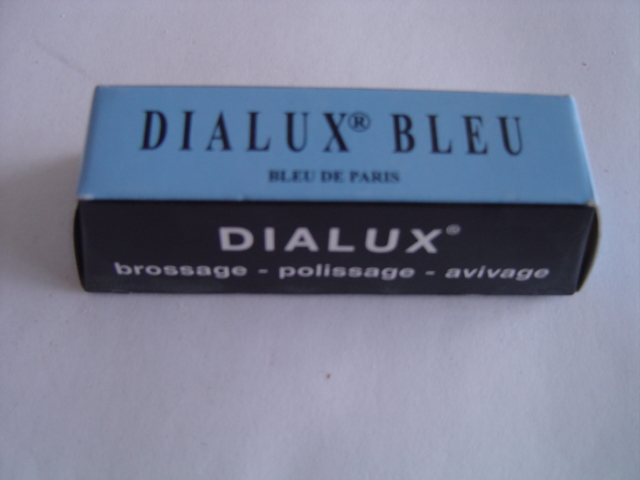 DIALUX® BLEU
BLEU DE PARIS
DIALUX®
brossage - polissage - avivage